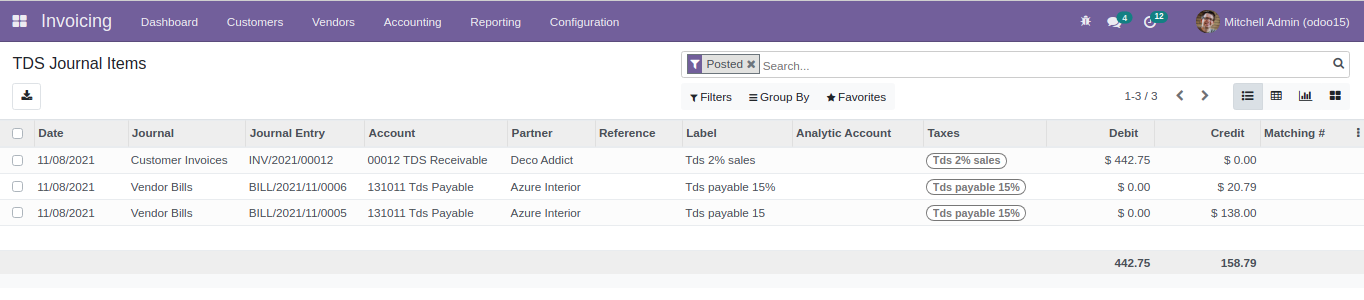 Invoicing Dashboard Customers Vendors Accounting Reporting Configuration 4 12 Mitchell Admin (odoo15)
TDS Journal Items
Posted Search...
Filters Group By Favorites 1-3 / 3
Date Journal Journal Entry Account Partner Reference Label Analytic Account Taxes Debit Credit Matching #
11/08/2021 Customer Invoices INV/2021/00012 00012 TDS Receivable Deco Addict Tds 2% sales Tds 2% sales $ 442.75 $ 0.00
11/08/2021 Vendor Bills BILL/2021/11/0006 131011 Tds Payable Azure Interior Tds payable 15% Tds payable 15% $ 0.00 $ 20.79
11/08/2021 Vendor Bills BILL/2021/11/0005 131011 Tds Payable Azure Interior Tds payable 15 Tds payable 15% $ 0.00 $ 138.00
442.75 158.79